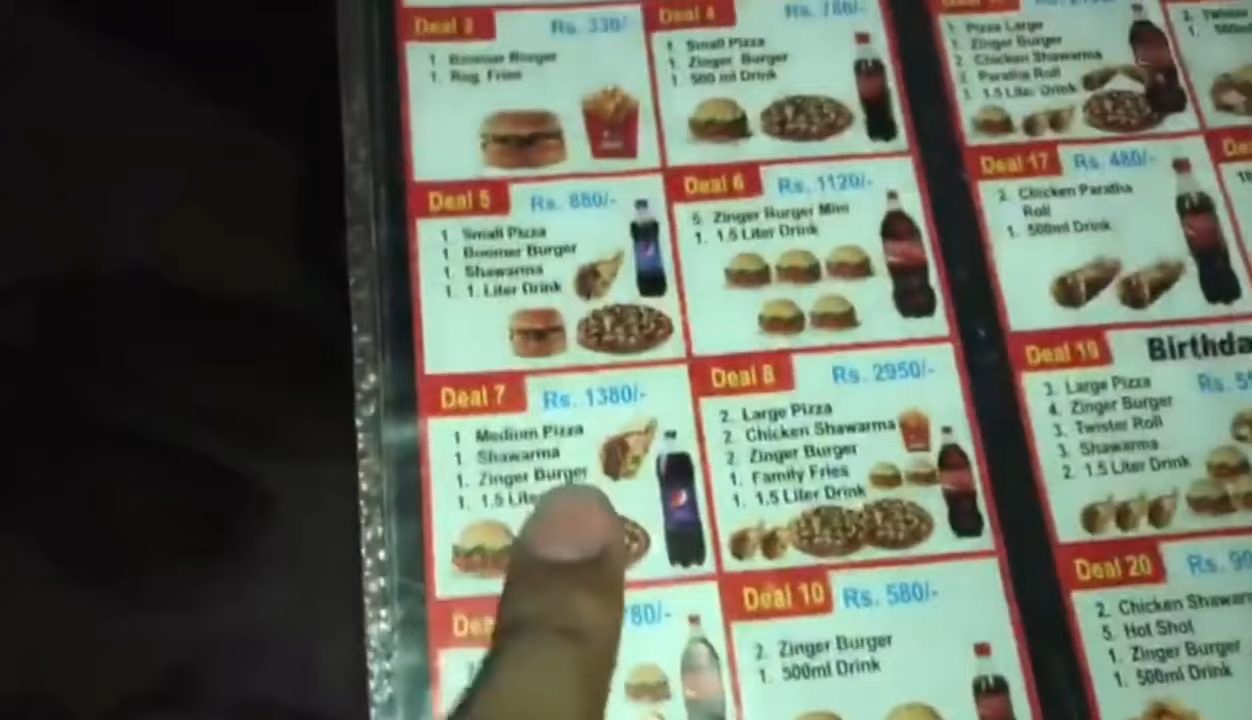 Deal 3
Rs. 330/-
1 Boomer Burger
1. Reg. Fries
Deal 4
1 Small Pizza
1. Zinger Burger
1 500 ml Drink
1. Pizza Large
1. Zinger Burger
2 Chicken Shawarma
Paratha Roll
1.5 Liter Drink
Deal 5
Rs. 880/-
1 Small Pizza
1 Boomer Burger
1. Shawarma
1. 1. Liter Drink
Deal 6
Rs. 1120/-
5. Zinger Burger Mini
1. 1.5 Liter Drink
Deal 17
Rs. 480/-
2. Chicken Paratha
Roll
1. 500ml Drink
Deal 7
Rs. 1380/-
1 Medium Pizza
1 Shawarma
1. Zinger Burger
1. 1.5 Lite
Deal 8
Rs. 2950/-
2. Large Pizza
2. Chicken Shawarma
2. Zinger Burger
1. Family Fries
1. 1.5 Liter Drink
Deal 19
Birthda
3. Large Pizza
4. Zinger Burger
3. Twister Roll
3. Shawarma
2. 1.5 Liter Drink
80/-
Deal 10
Rs. 580/-
2. Zinger Burger
1. 500ml Drink
Deal 20
Rs. 
2. Chicken Shawar
5. Hot Shot
1. Zinger Burger
1. 500ml Drink